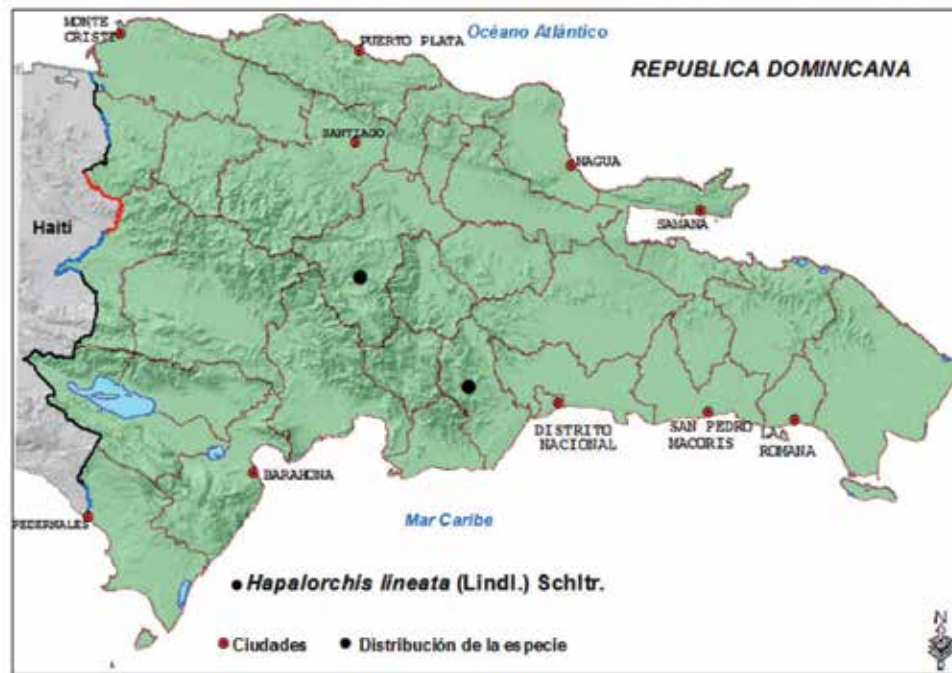 MONTE
CRISTI
PUERTO PLATA
Océano Atlántico
REPUBLICA DOMINICANA
SANTIAGO
NAGUA
SAMANA
Haití
DISTRITO
NACIONAL
SAN PEDRO
MACORIS
LA
ROMANA
BARAHONA
PEDERNALES
Mar Caribe
Hapalorchis lineata (Lindl.) Schltr.
Ciudades
Distribución de la especie
N